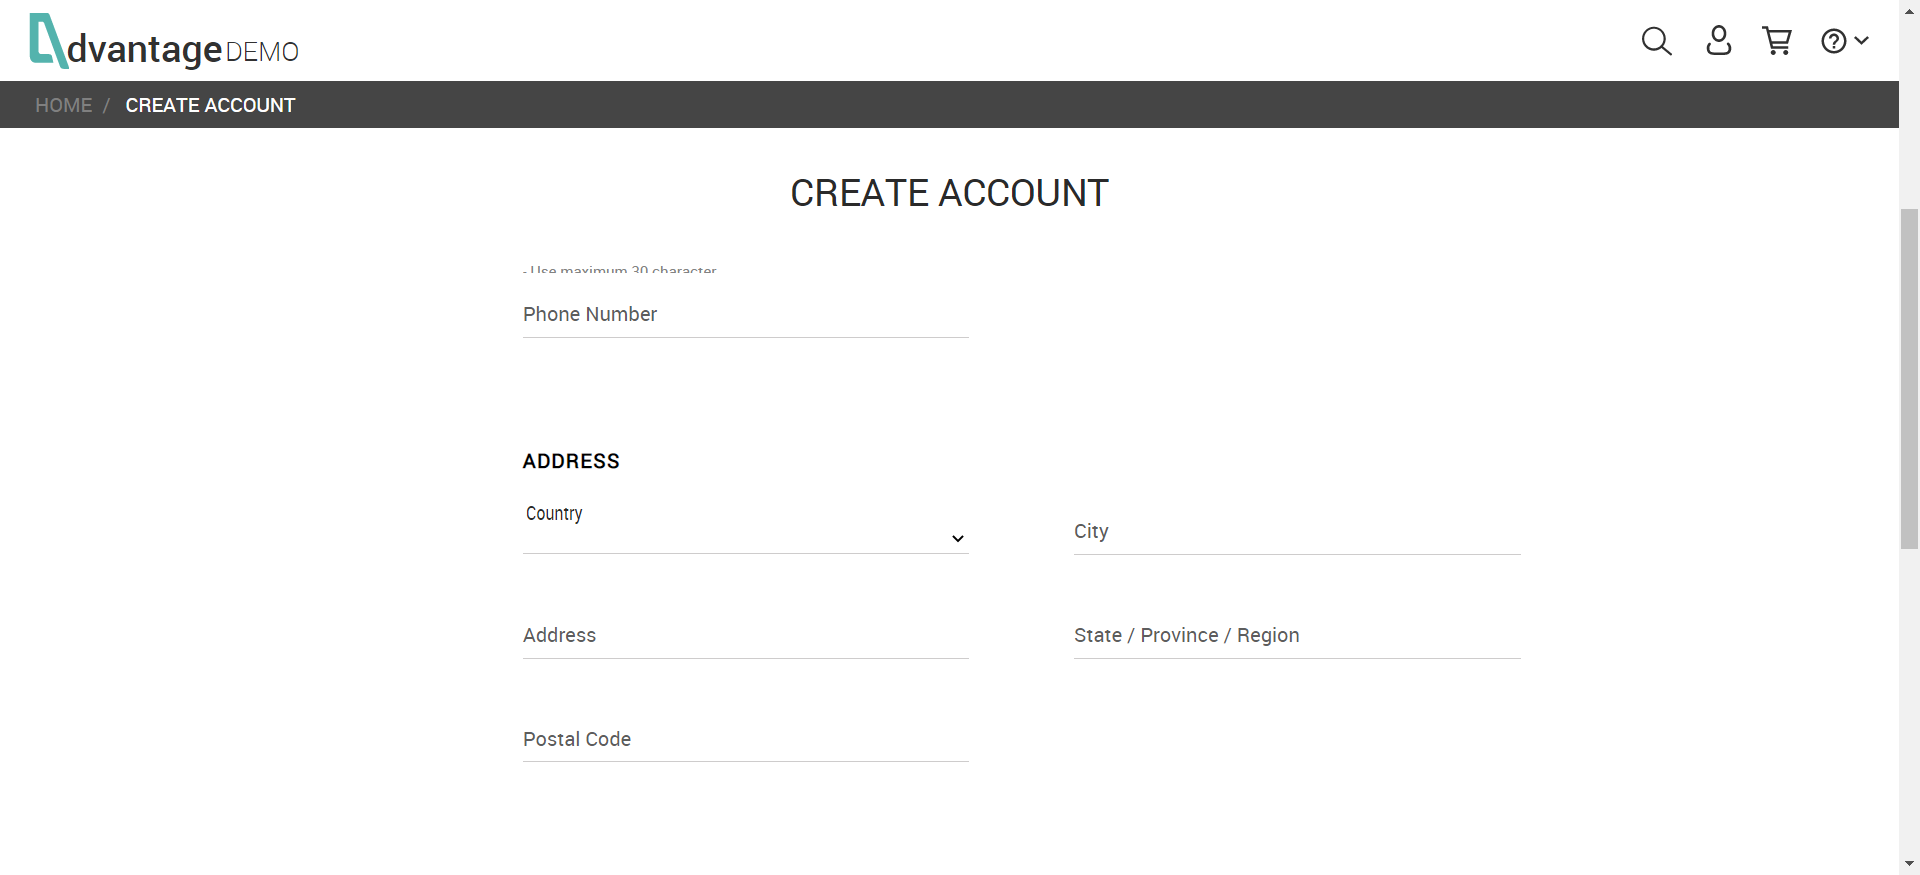 dvantage DEMO
HOME / CREATE ACCOUNT
CREATE ACCOUNT
- Use maximum 30 character
Phone Number
ADDRESS
Country
City
Address
State / Province / Region
Postal Code